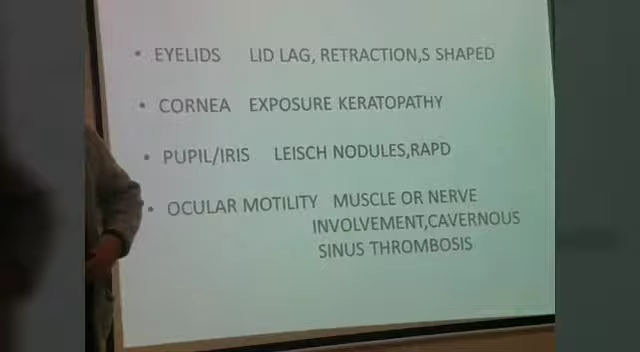 • EYELIDS LID LAG, RETRACTION,S SHAPED
• CORNEA EXPOSURE KERATOPATHY
• PUPIL/IRIS LEISCH NODULES,RAPD
• OCULAR MOTILITY MUSCLE OR NERVE
INVOLVEMENT,CAVERNOUS
SINUS THROMBOSIS